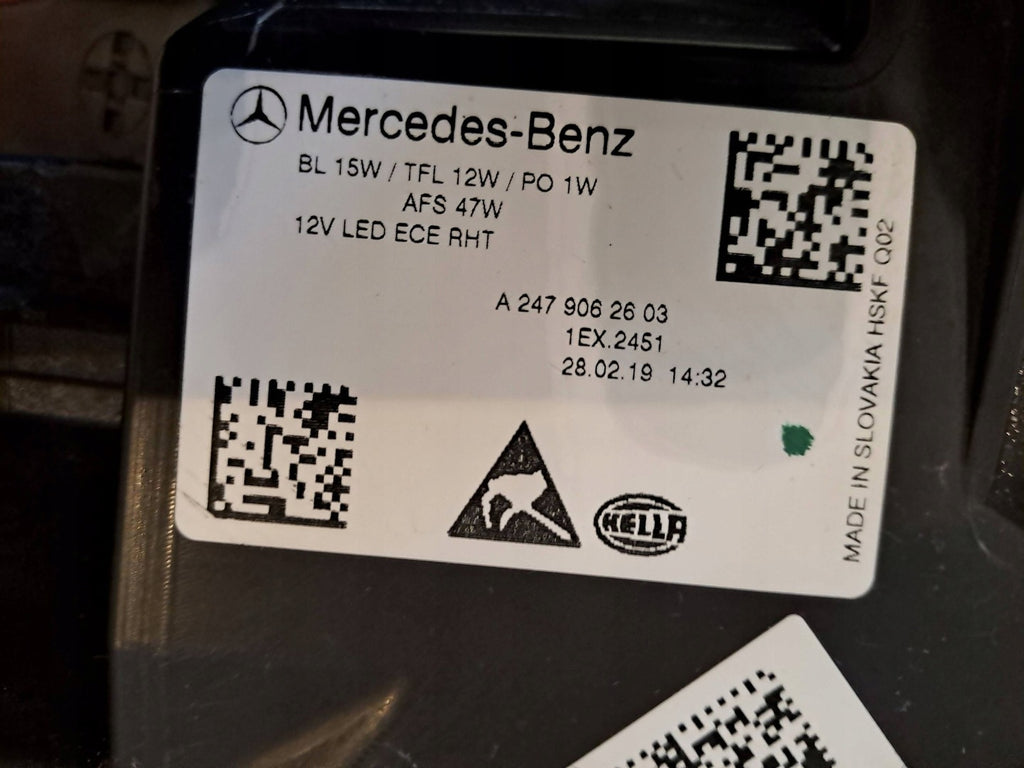 Mercedes-Benz
BL 15W / TFL 12W / PO 1W
AFS 47W
12V LED ECE RHT
A 247 906 26 03
1EX.2451
28.02.19 14:32
HELLA
MADE IN SLOVAKIA HSKF Q02